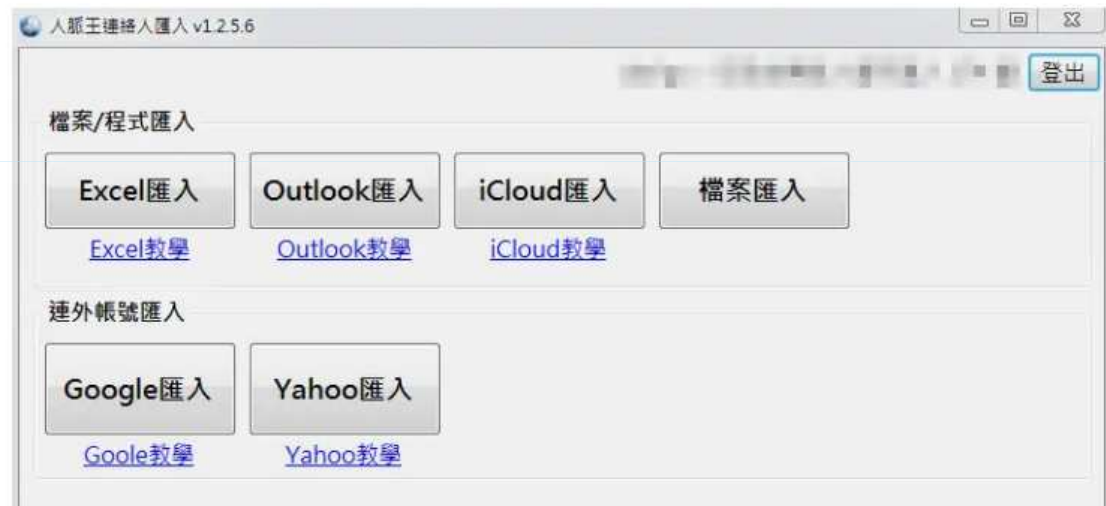 人脈王連絡人匯入 v1.2.5.6
登出
檔案/程式匯入
Excel匯入 Outlook匯入 iCloud匯入 檔案匯入
Excel教學 Outlook教學 iCloud教學
連外帳號匯入
Google匯入 Yahoo匯入
Goole教學 Yahoo教學